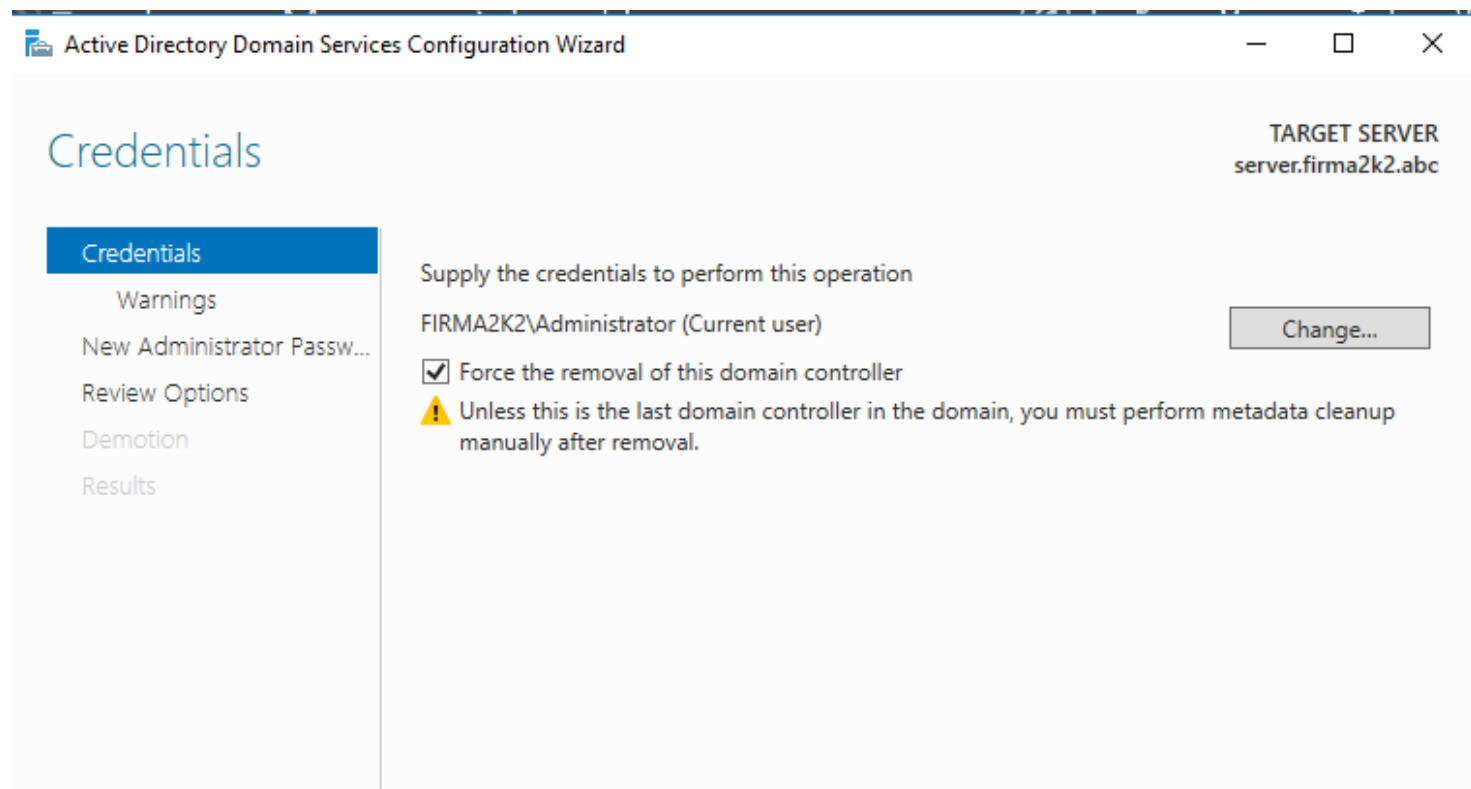 Active Directory Domain Services Configuration Wizard
Credentials
TARGET SERVER
server.firma2k2.abc
Credentials
Warnings
New Administrator Passw...
Review Options
Demotion
Results
Supply the credentials to perform this operation
FIRMA2K2\Administrator (Current user)
Change...
Force the removal of this domain controller
Unless this is the last domain controller in the domain, you must perform metadata cleanup
manually after removal.